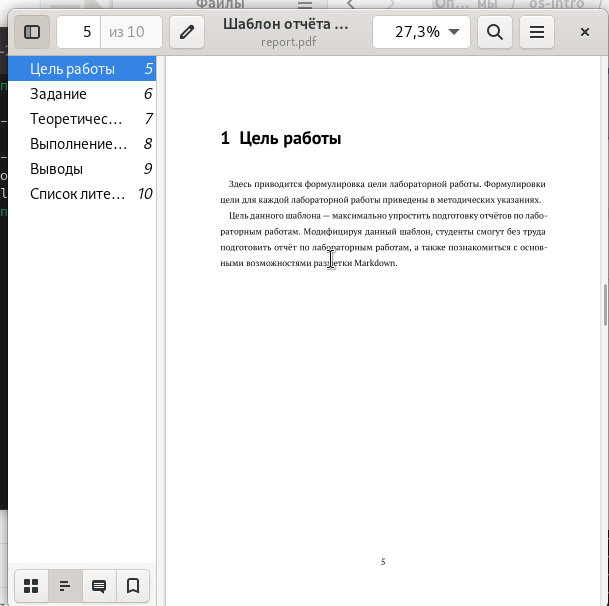 Файлы
Оп... мы / os-intro
5 из 10
Шаблон отчёта ...
report.pdf
27,3%
Цель работы 5
Задание 6
Теоретичес... 7
Выполнение... 8
Выводы 9
Список лите... 10
1 Цель работы
Здесь приводится формулировка цели лабораторной работы. Формулировки
цели для каждой лабораторной работы приведены в методических указаниях.
Цель данного шаблона — максимально упростить подготовку отчётов по лабо-
раторным работам. Модифицируя данный шаблон, студенты смогут без труда
подготовить отчёт по лабораторным работам, а также познакомиться с основ-
ными возможностями разметки Markdown.
5